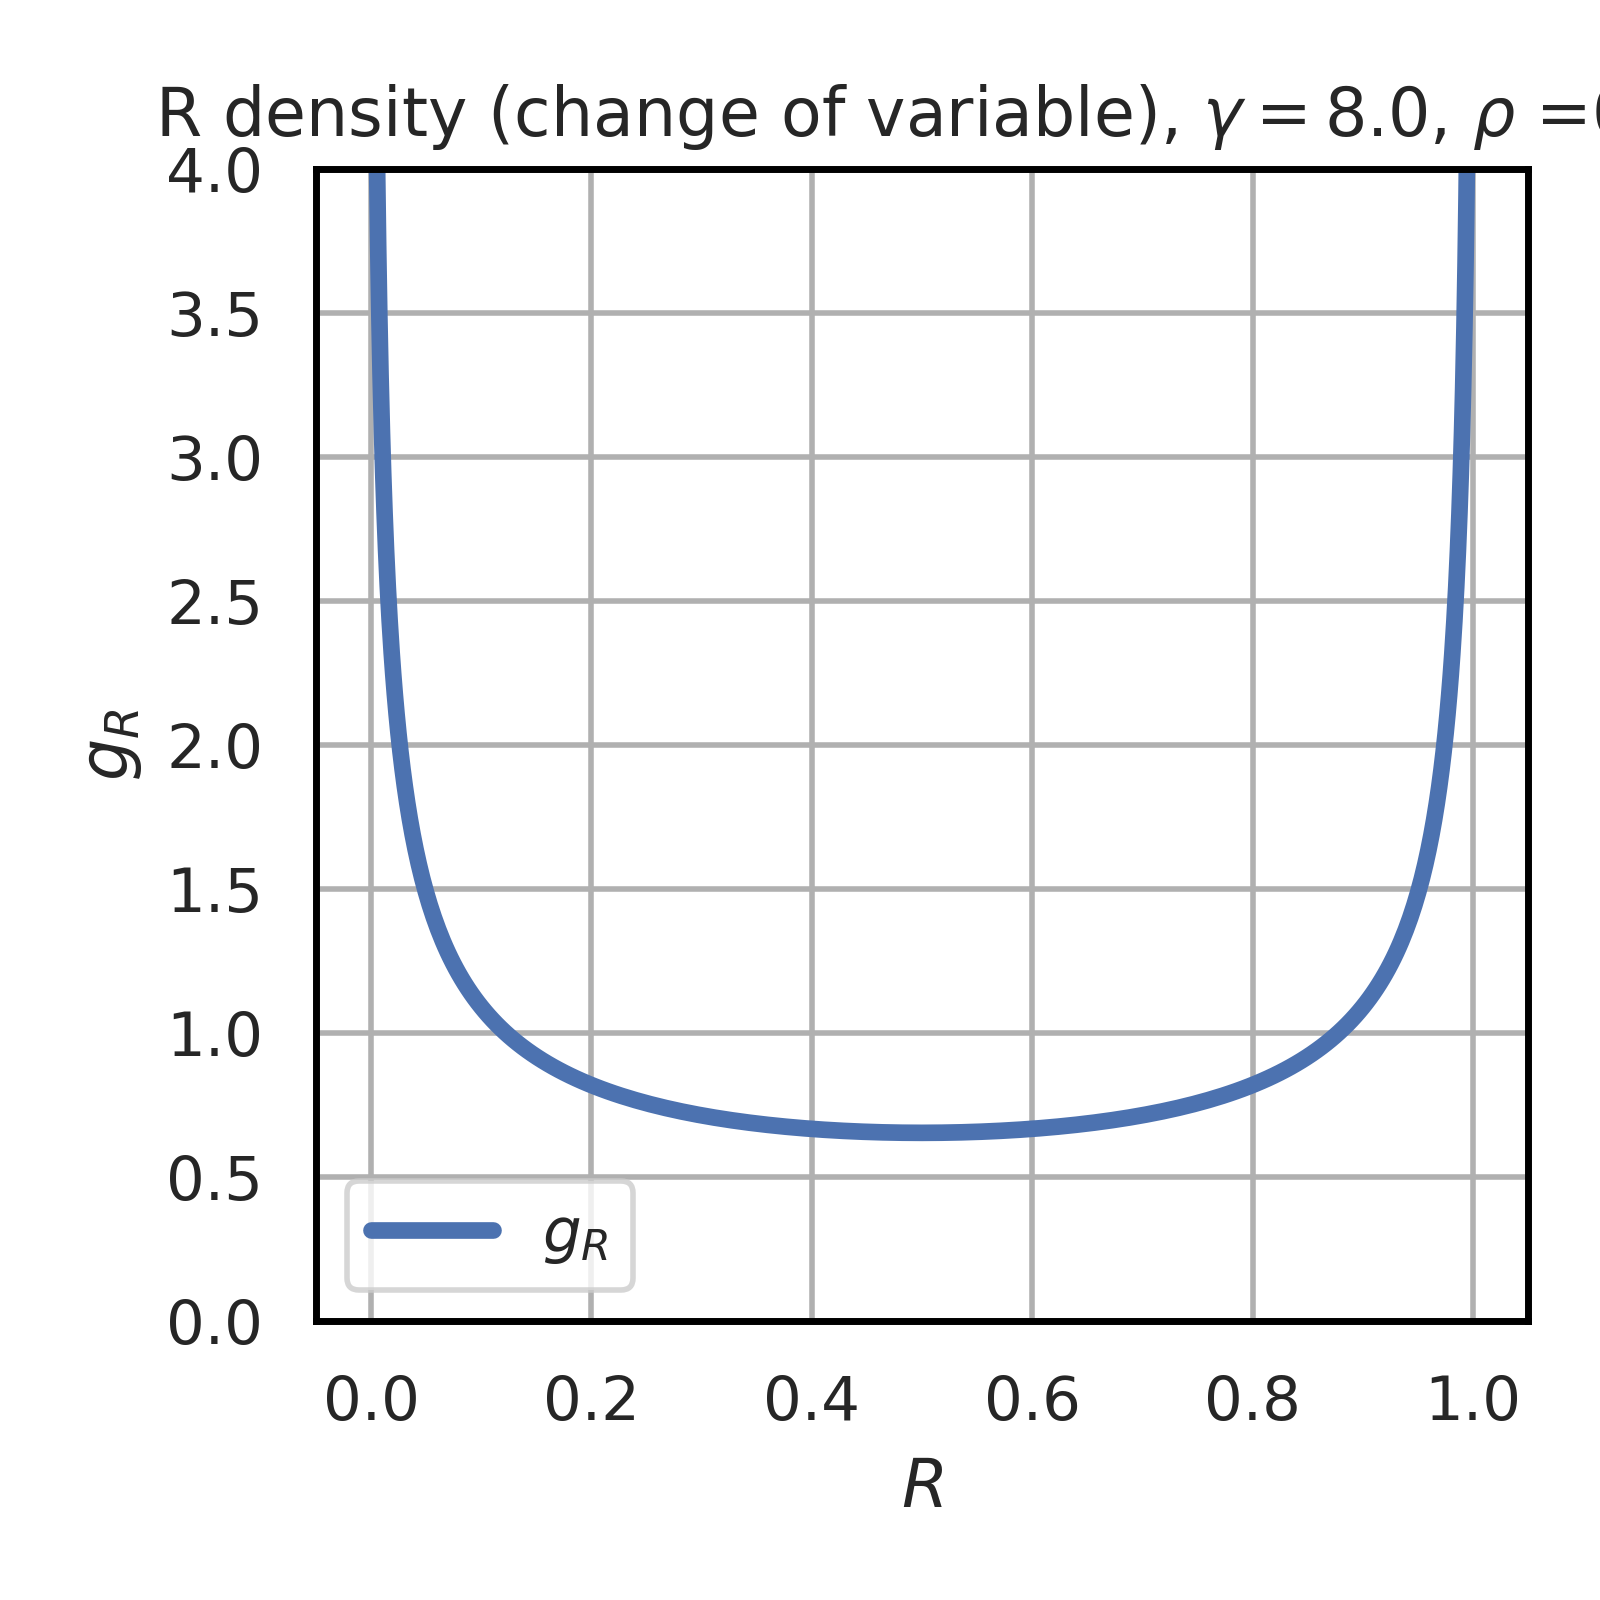 R density (change of variable), γ = 8.0, ρ =
4.0
3.5
3.0
2.5
2.0
1.5
1.0
0.5
0.0
g_R
g_R
0.0 0.2 0.4 0.6 0.8 1.0
R